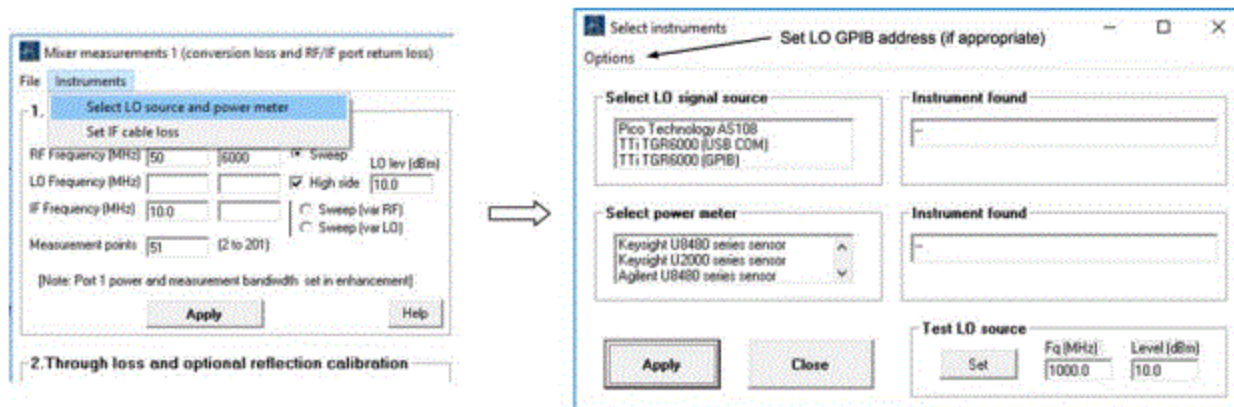 Mixer measurements 1 (conversion loss and RF/IF port return loss)
File Instruments
Select LO source and power meter
Set IF cable loss
1.
RF Frequency (MHz) 50 6000 Sweep
LO lev (dBm)
LO Frequency (MHz) High side 10.0
IF Frequency (MHz) 10.0 Sweep (var RF)
Sweep (var LO)
Measurement points 51 (2 to 201)
[Note: Port 1 power and measurement bandwidth set in enhancement]
Apply Help
2.Through loss and optional reflection calibration
Select instruments
Set LO GPIB address (if appropriate)
Options
Select LO signal source
Pico Technology AS108
TTi TGR6000 (USB COM)
TTi TGR6000 (GPIB)
Instrument found
--
Select power meter
Keysight U8480 series sensor
Keysight U2000 series sensor
Agilent U8480 series sensor
Instrument found
--
Apply Close
Test LO source
Set
Fq (MHz) Level (dBm)
1000.0 10.0